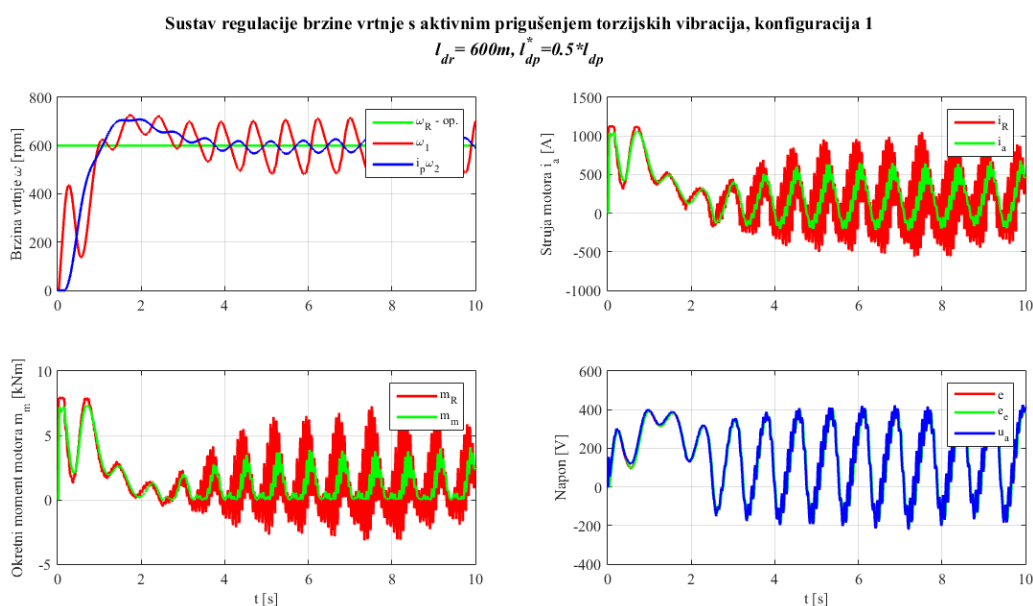 Sustav regulacije brzine vrtnje s aktivnim prigušenjem torzijskih vibracija, konfiguracija 1
l_dr= 600m, l*_dp=0.5*l_dp
Brzina vrtnje ω [rpm]
800
600
400
200
0
0 2 4 6 8 10
ω_R - op.
ω_1
i_pω_2
Struja motora i_a [A]
1500
1000
500
0
-500
-1000
0 2 4 6 8 10
i_R
i_a
Okretni moment motora m_m [kNm]
10
5
0
-5
0 2 4 6 8 10
t [s]
m_R
m_m
Napon [V]
600
400
200
0
-200
-400
0 2 4 6 8 10
t [s]
e
e_e
u_a